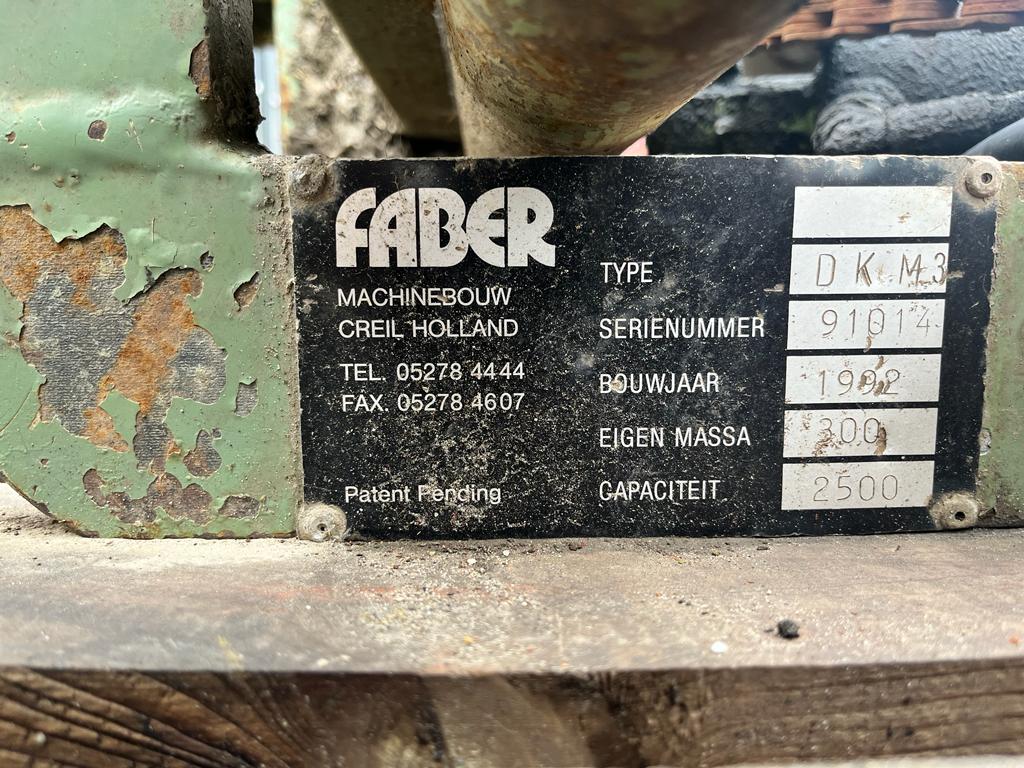 FABER
MACHINEBOUW
CREIL HOLLAND
TEL. 05278 4444
FAX. 05278 4607
Patent Pending
TYPE DKM3
SERIENUMMER 91014
BOUWJAAR 1992
EIGEN MASSA 300
CAPACITEIT 2500